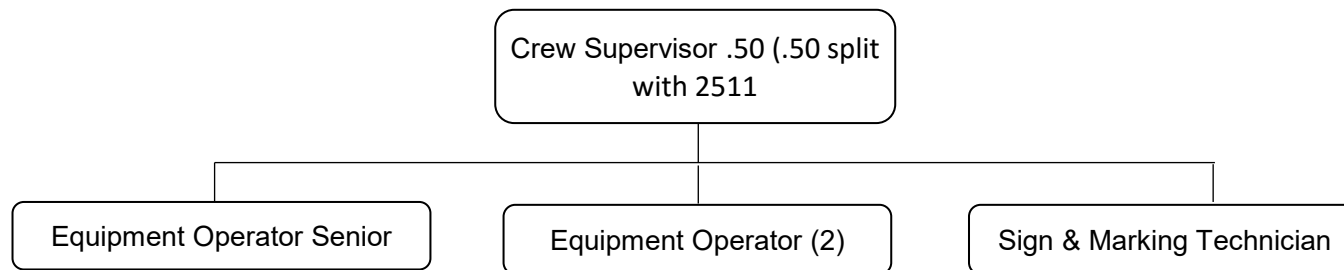 Crew Supervisor .50 (.50 split
with 2511
Equipment Operator Senior
Equipment Operator (2)
Sign & Marking Technician